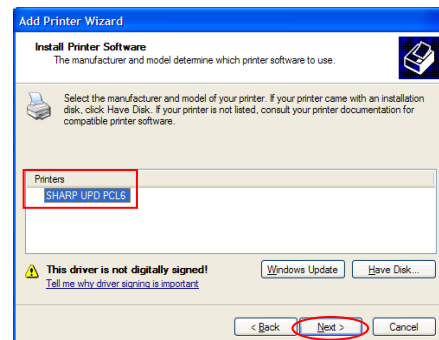 Add Printer Wizard
Install Printer Software
The manufacturer and model determine which printer software to use.
Select the manufacturer and model of your printer. If your printer came with an installation
disk, click Have Disk. If your printer is not listed, consult your printer documentation for
compatible printer software.
Printers
SHARP UPD PCL6
This driver is not digitally signed!
Windows Update
Have Disk...
Tell me why driver signing is important
< Back
Next >
Cancel